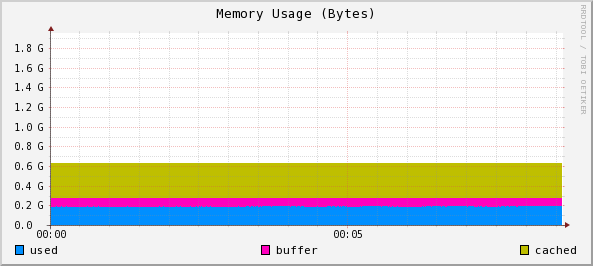 Memory Usage (Bytes)
RRDTOOL / TOBI OETIKER
1.8 G
1.6 G
1.4 G
1.2 G
1.0 G
0.8 G
0.6 G
0.4 G
0.2 G
0.0
00:00 00:05
used buffer cached